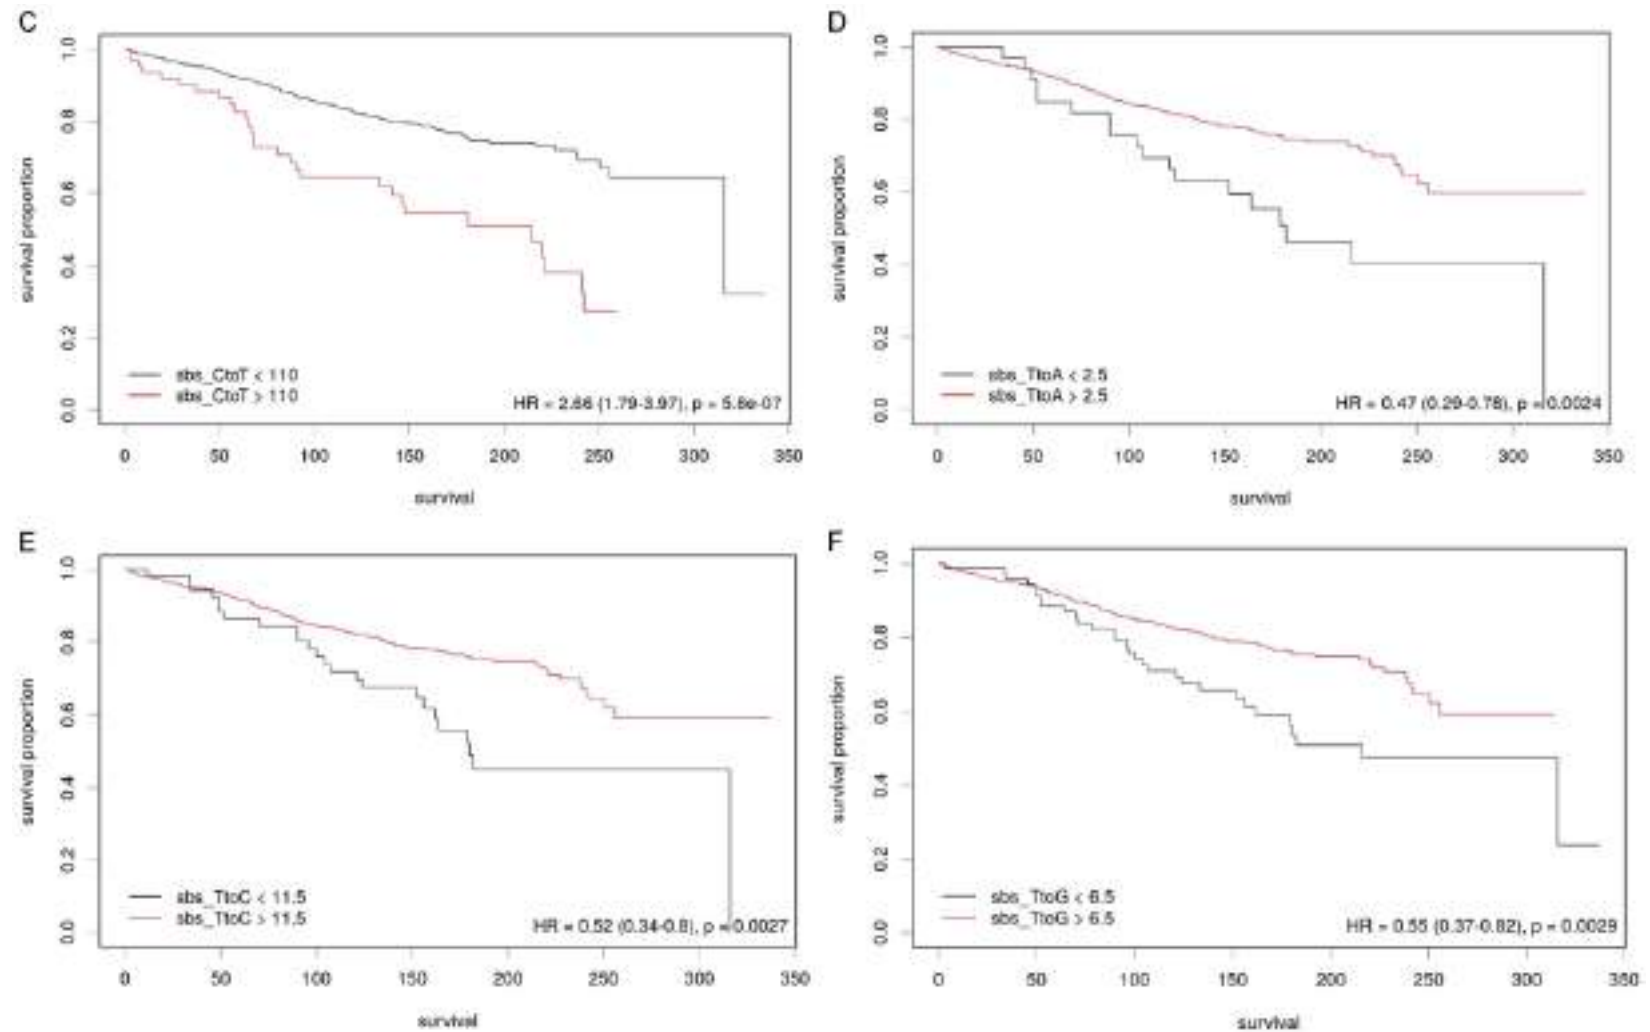 C
survival proportion
1.0
0.8
0.6
0.4
0.2
0.0
sbs_CtoT < 110
sbs_CtoT > 110
HR = 2.66 (1.79-3.97), p = 5.8e-07
0 50 100 150 200 250 300 350
survival
D
survival proportion
1.0
0.8
0.6
0.4
0.2
0.0
sbs_TtoA < 2.5
sbs_TtoA > 2.5
HR = 0.47 (0.29-0.78), p = 0.0024
0 50 100 150 200 250 300 350
survival
E
survival proportion
1.0
0.8
0.6
0.4
0.2
0.0
sbs_TtoC < 11.5
sbs_TtoC > 11.5
HR = 0.52 (0.34-0.8), p = 0.0027
0 50 100 150 200 250 300 350
survival
F
survival proportion
1.0
0.8
0.6
0.4
0.2
0.0
sbs_TtoG < 6.5
sbs_TtoG > 6.5
HR = 0.55 (0.37-0.82), p = 0.0029
0 50 100 150 200 250 300 350
survival